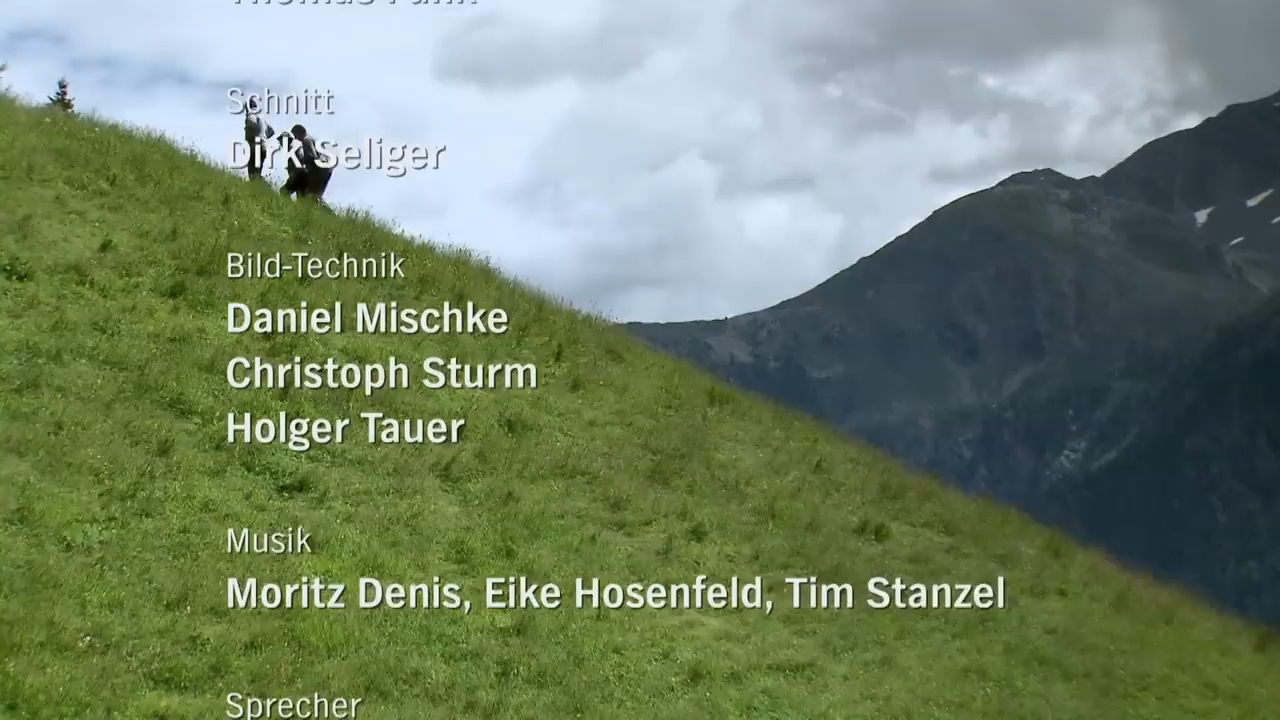 Schnitt
Dirk Seliger
Bild-Technik
Daniel Mischke
Christoph Sturm
Holger Tauer
Musik
Moritz Denis, Eike Hosenfeld, Tim Stanzel
Sprecher